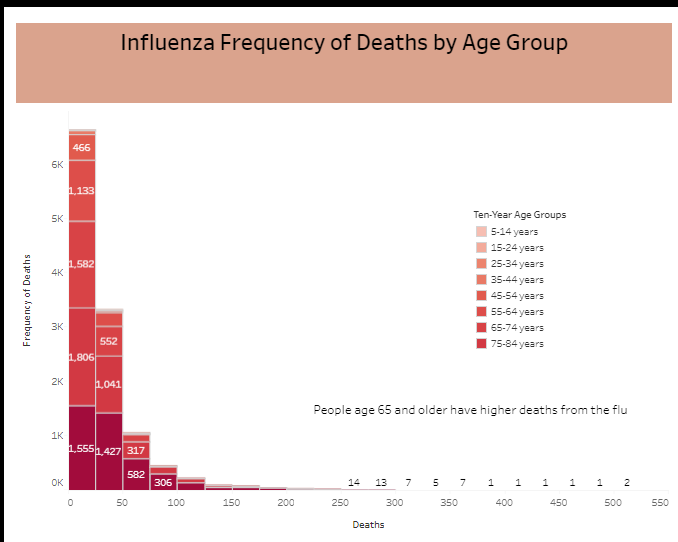 Influenza Frequency of Deaths by Age Group
466
6K
1,133
5K
Ten-Year Age Groups
5-14 years
15-24 years
1,582
25-34 years
4K
35-44 years
45-54 years
Frequency of Deaths
55-64 years
3K
552
65-74 years
75-84 years
1,806
2K
1,041
People age 65 and older have higher deaths from the flu
1K
1,555
1,427
317
582
306
0K
14
13
7
5
7
1
1
1
1
2
0
50
100
150
200
250
300
350
400
450
500
550
Deaths